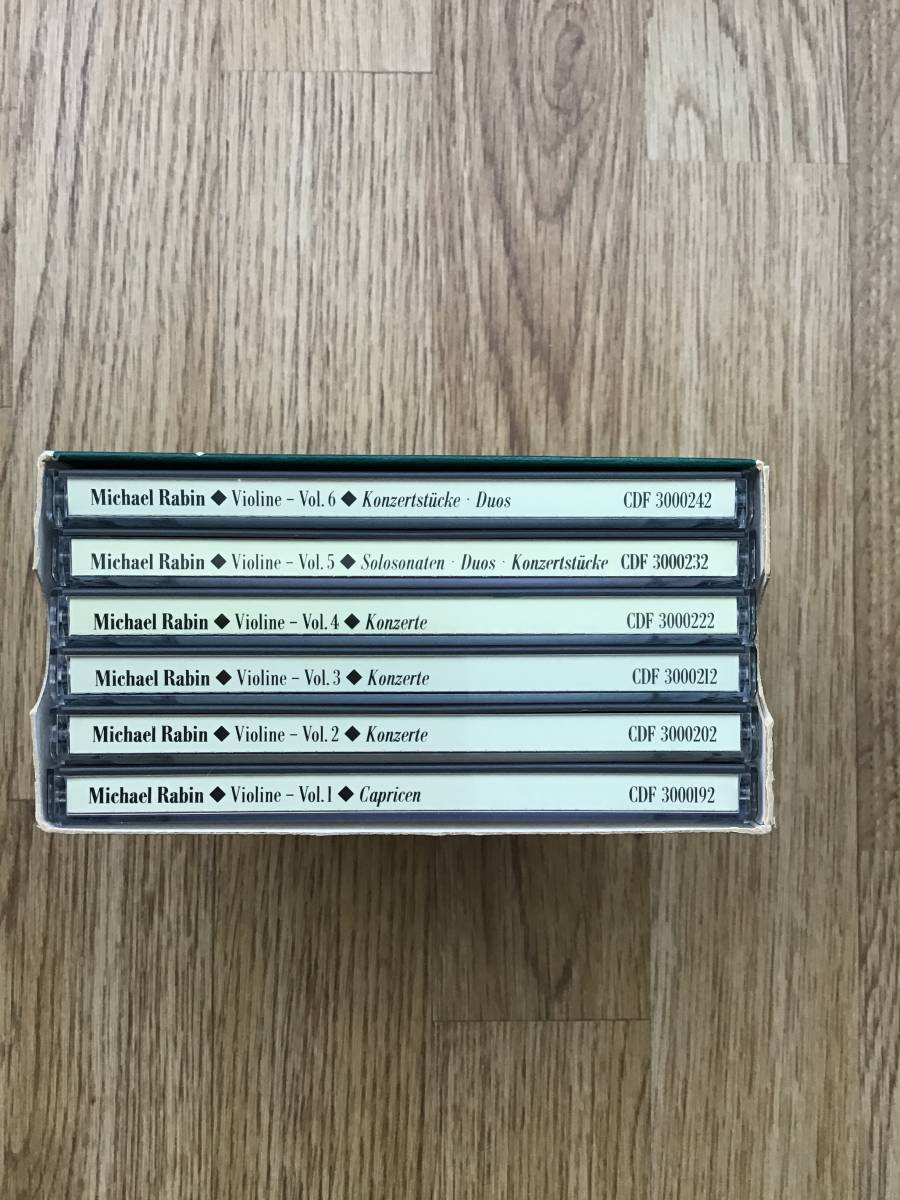 Michael Rabin ◆ Violine – Vol. 6 ◆ Konzertstücke · Duos CDF 3000242
Michael Rabin ◆ Violine – Vol. 5 ◆ Solosonaten · Duos · Konzertstücke CDF 3000232
Michael Rabin ◆ Violine – Vol. 4 ◆ Konzerte CDF 3000222
Michael Rabin ◆ Violine – Vol. 3 ◆ Konzerte CDF 3000212
Michael Rabin ◆ Violine – Vol. 2 ◆ Konzerte CDF 3000202
Michael Rabin ◆ Violine – Vol. 1 ◆ Capricen CDF 3000192